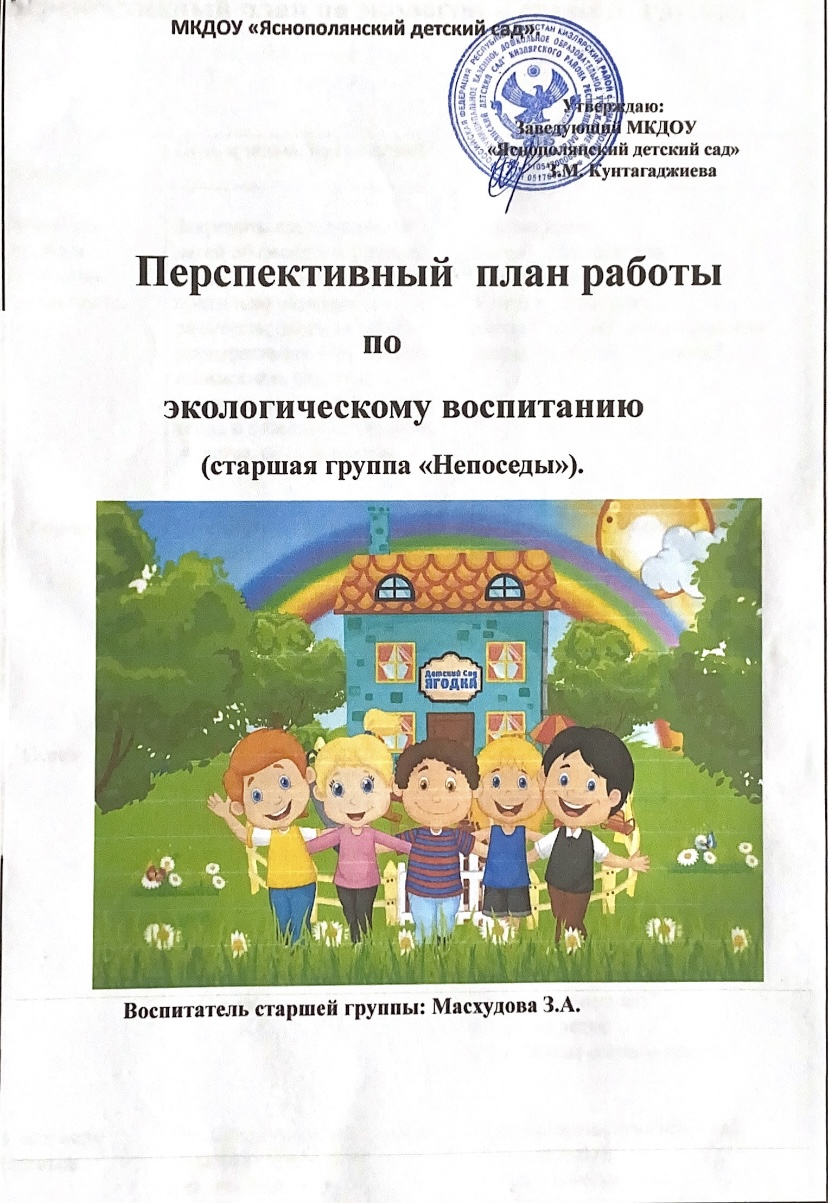 МКДОУ «Яснополянский детский сад».
Утверждаю:
Заведующий МКДОУ
«Яснополянский детский сад»
З.М. Кунтагаджиева
Перспективный план работы
по
экологическому воспитанию
(старшая группа «Непоседы»).
Детский Сад
ЯГОДКА
Воспитатель старшей группы: Масхудова З.А.